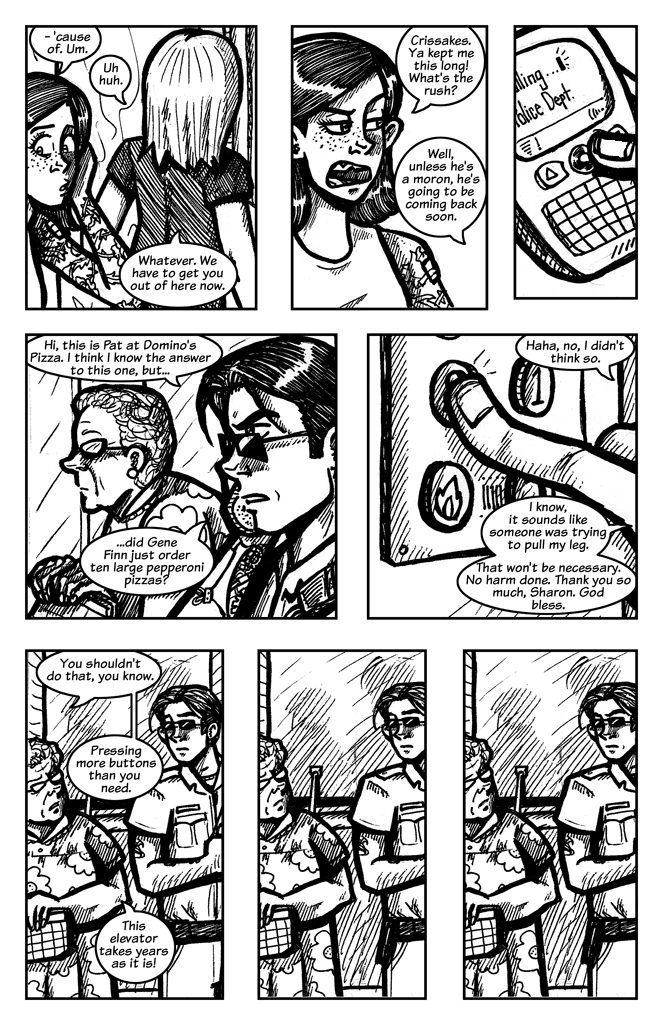 - 'cause
of. Um.
Uh
huh.
Whatever. We
have to get you
out of here now.
Crissakes.
Ya kept me
this long!
What's the
rush?
Well,
unless he's
a moron, he's
going to be
coming back
soon.
lling...
alice Dept.
!
Hi, this is Pat at Domino's
Pizza. I think I know the answer
to this one, but...
...did Gene
Finn just order
ten large pepperoni
pizzas?
Haha, no, I didn't
think so.
1
I know,
it sounds like
someone was trying
to pull my leg.
That won't be necessary.
No harm done. Thank you so
much, Sharon. God
bless.
You shouldn't
do that, you know.
Pressing
more buttons
than you
need.
This
elevator
takes years
as it is!